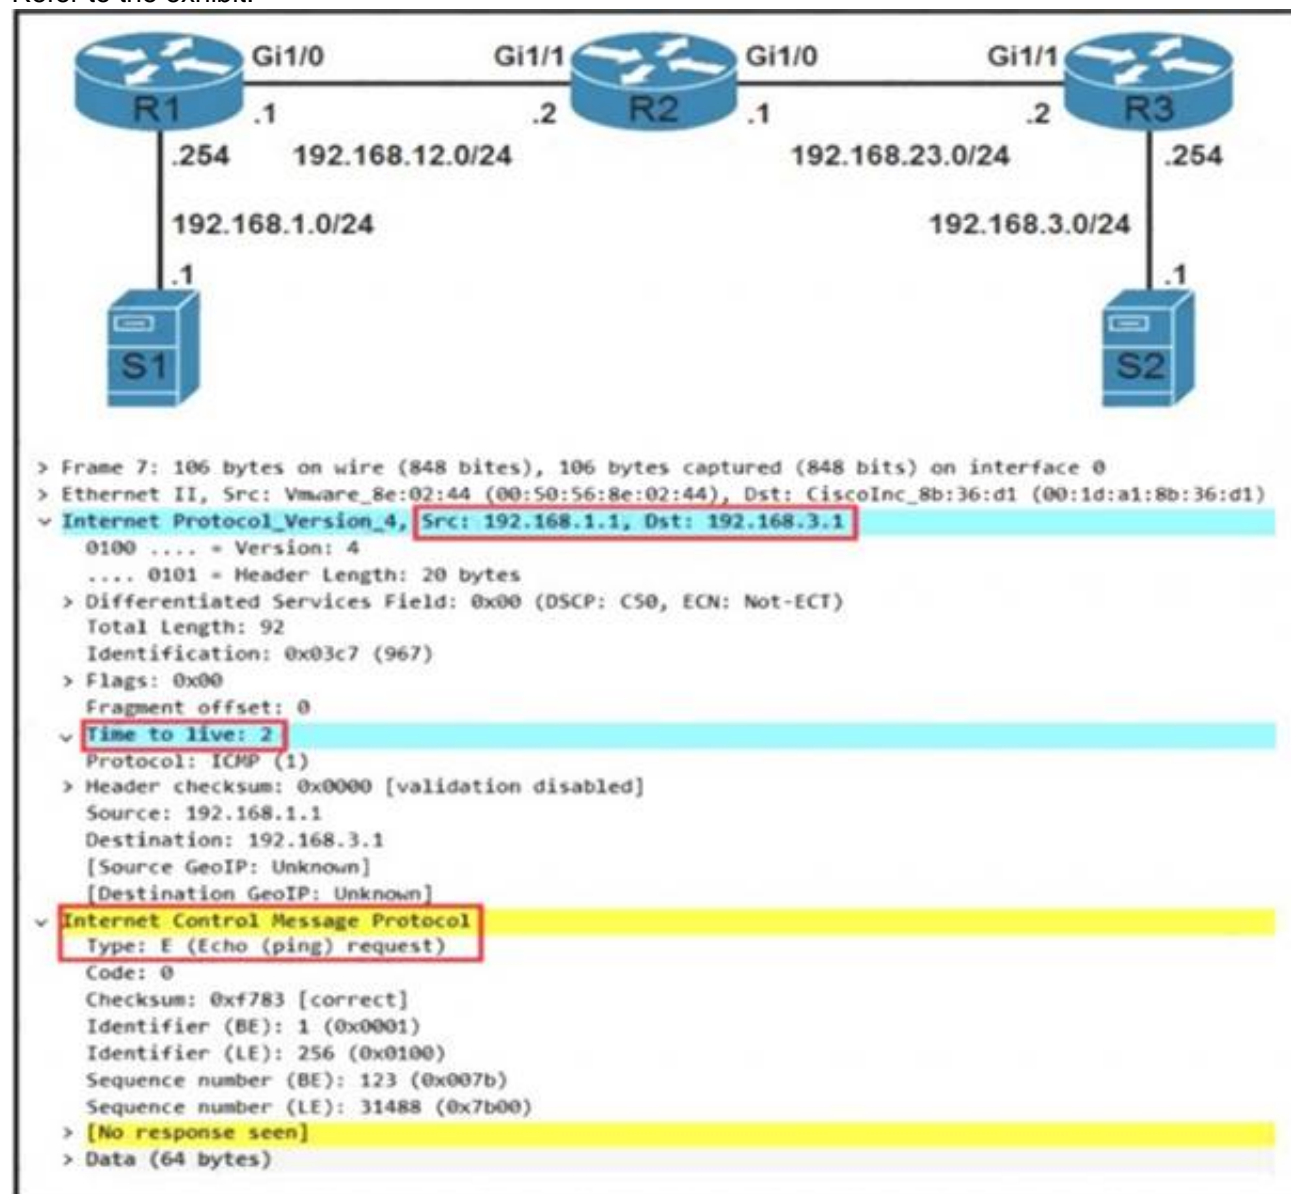 Refer to the exhibit.
Gi1/0 Gi1/1 Gi1/0 Gi1/1
R1 .1 .2 R2 .1 .2 R3
.254 192.168.12.0/24 192.168.23.0/24 .254
192.168.1.0/24 192.168.3.0/24
.1 .1
S1 S2
> Frame 7: 106 bytes on wire (848 bites), 106 bytes captured (848 bits) on interface 0
> Ethernet II, Src: Vmware_8e:02:44 (00:50:56:8e:02:44), Dst: CiscoInc_8b:36:d1 (00:1d:a1:8b:36:d1)
Internet Protocol_Version_4, Src: 192.168.1.1, Dst: 192.168.3.1
0100 .... = Version: 4
.... 0101 = Header Length: 20 bytes
> Differentiated Services Field: 0x00 (DSCP: CS0, ECN: Not-ECT)
Total Length: 92
Identification: 0x03c7 (967)
> Flags: 0x00
Fragment offset: 0
Time to live: 2
Protocol: ICMP (1)
> Header checksum: 0x0000 [validation disabled]
Source: 192.168.1.1
Destination: 192.168.3.1
[Source GeoIP: Unknown]
[Destination GeoIP: Unknown]
Internet Control Message Protocol
Type: E (Echo (ping) request)
Code: 0
Checksum: 0xf783 [correct]
Identifier (BE): 1 (0x0001)
Identifier (LE): 256 (0x0100)
Sequence number (BE): 123 (0x007b)
Sequence number (LE): 31488 (0x7b00)
> [No response seen]
> Data (64 bytes)